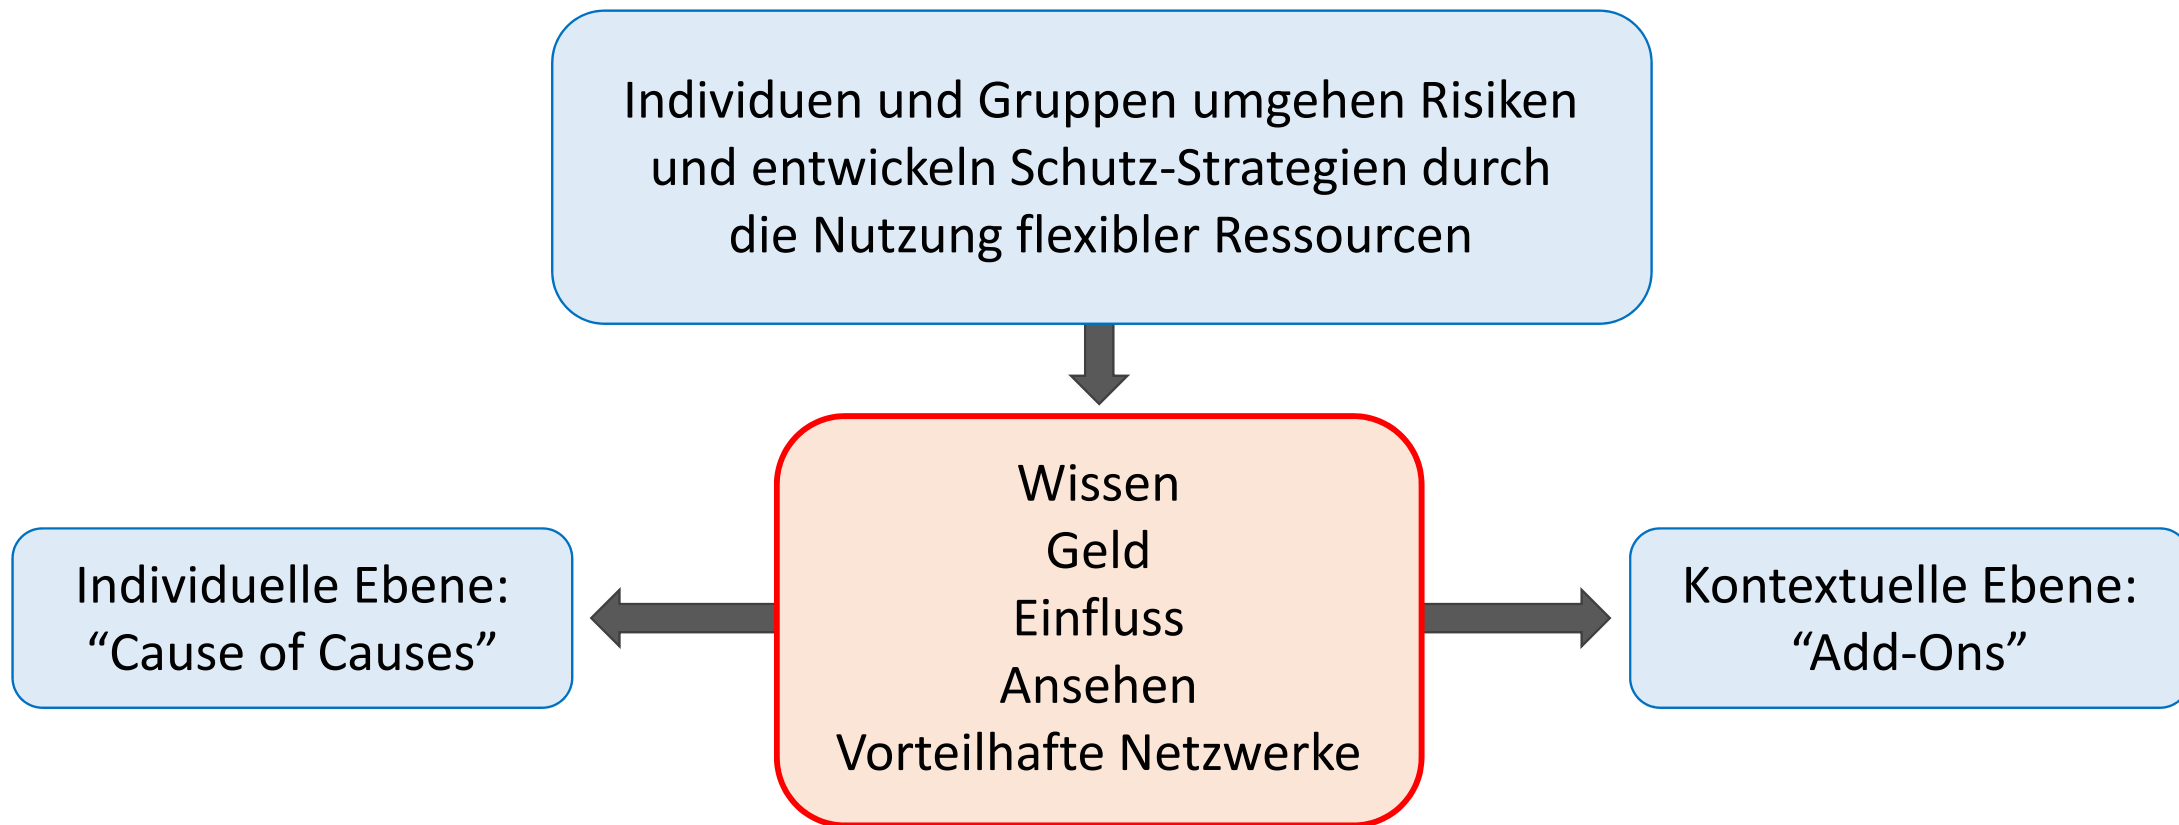 Individuen und Gruppen umgehen Risiken
und entwickeln Schutz-Strategien durch
die Nutzung flexibler Ressourcen
Wissen
Geld
Einfluss
Ansehen
Vorteilhafte Netzwerke
Individuelle Ebene:
“Cause of Causes”
Kontextuelle Ebene:
“Add-Ons”